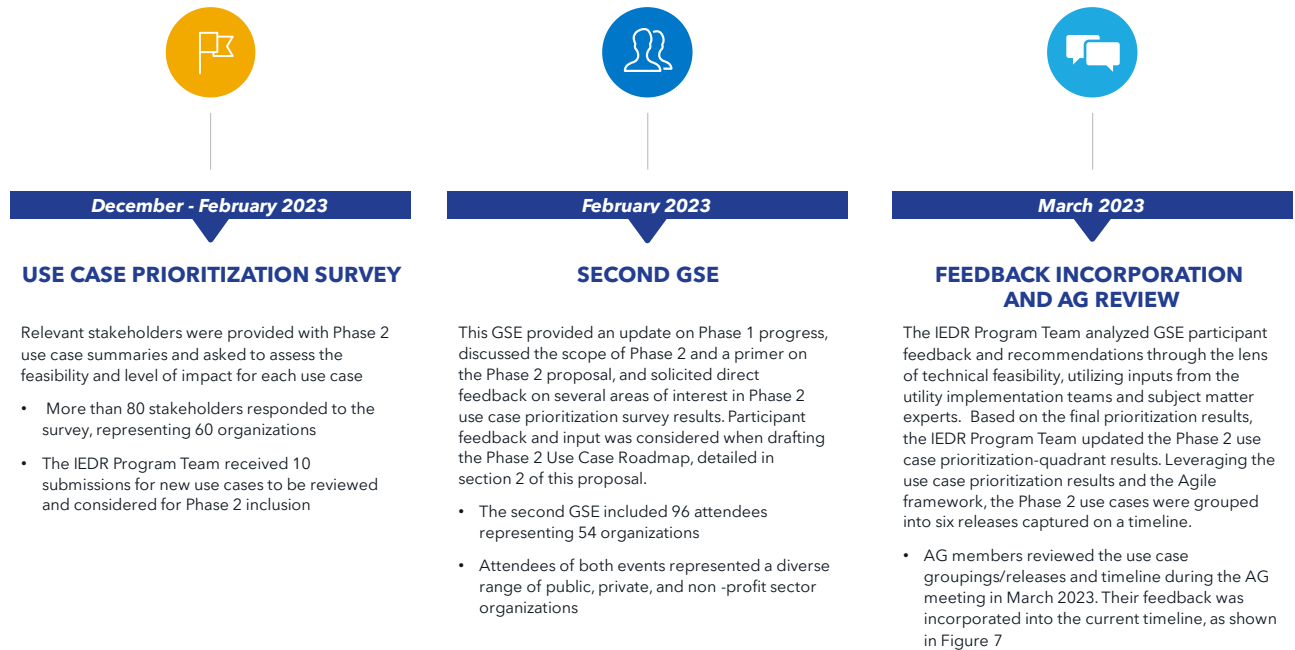 December - February 2023
USE CASE PRIORITIZATION SURVEY
Relevant stakeholders were provided with Phase 2
use case summaries and asked to assess the
feasibility and level of impact for each use case
• More than 80 stakeholders responded to the
survey, representing 60 organizations
• The IEDR Program Team received 10
submissions for new use cases to be reviewed
and considered for Phase 2 inclusion
February 2023
SECOND GSE
This GSE provided an update on Phase 1 progress,
discussed the scope of Phase 2 and a primer on
the Phase 2 proposal, and solicited direct
feedback on several areas of interest in Phase 2
use case prioritization survey results. Participant
feedback and input was considered when drafting
the Phase 2 Use Case Roadmap, detailed in
section 2 of this proposal.
• The second GSE included 96 attendees
representing 54 organizations
• Attendees of both events represented a diverse
range of public, private, and non -profit sector
organizations
March 2023
FEEDBACK INCORPORATION
AND AG REVIEW
The IEDR Program Team analyzed GSE participant
feedback and recommendations through the lens
of technical feasibility, utilizing inputs from the
utility implementation teams and subject matter
experts.  Based on the final prioritization results,
the IEDR Program Team updated the Phase 2 use
case prioritization-quadrant results. Leveraging the
use case prioritization results and the Agile
framework, the Phase 2 use cases were grouped
into six releases captured on a timeline.
• AG members reviewed the use case
groupings/releases and timeline during the AG
meeting in March 2023. Their feedback was
incorporated into the current timeline, as shown
in Figure 7